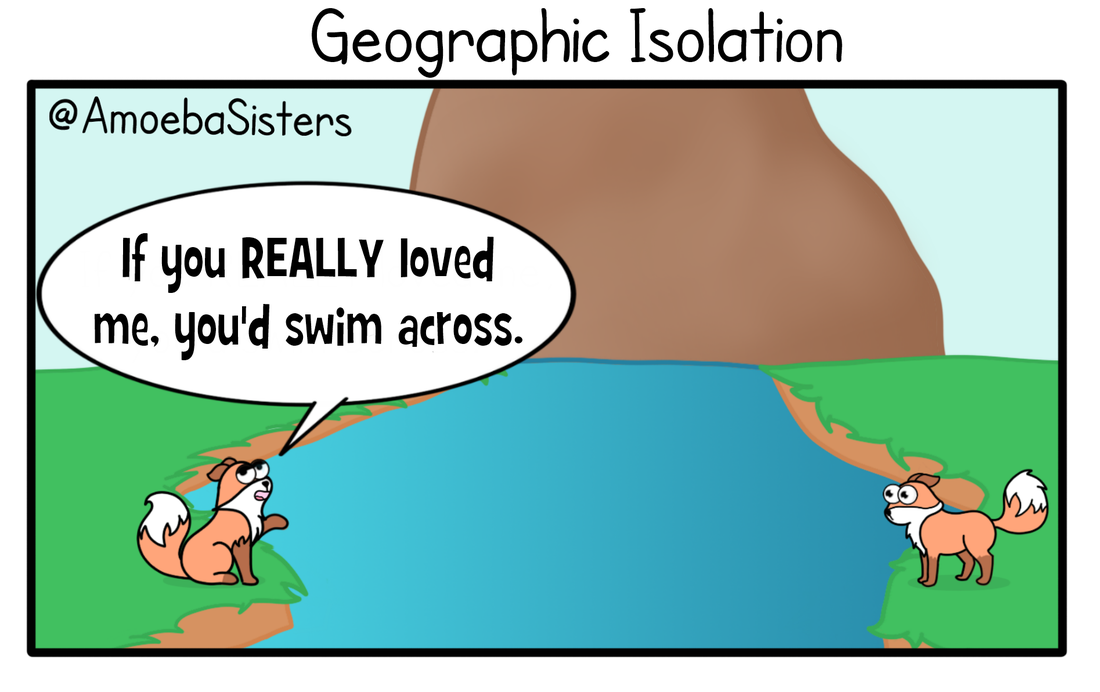 Geographic Isolation
@AmoebaSisters
If you REALLY loved
me, you'd swim across.